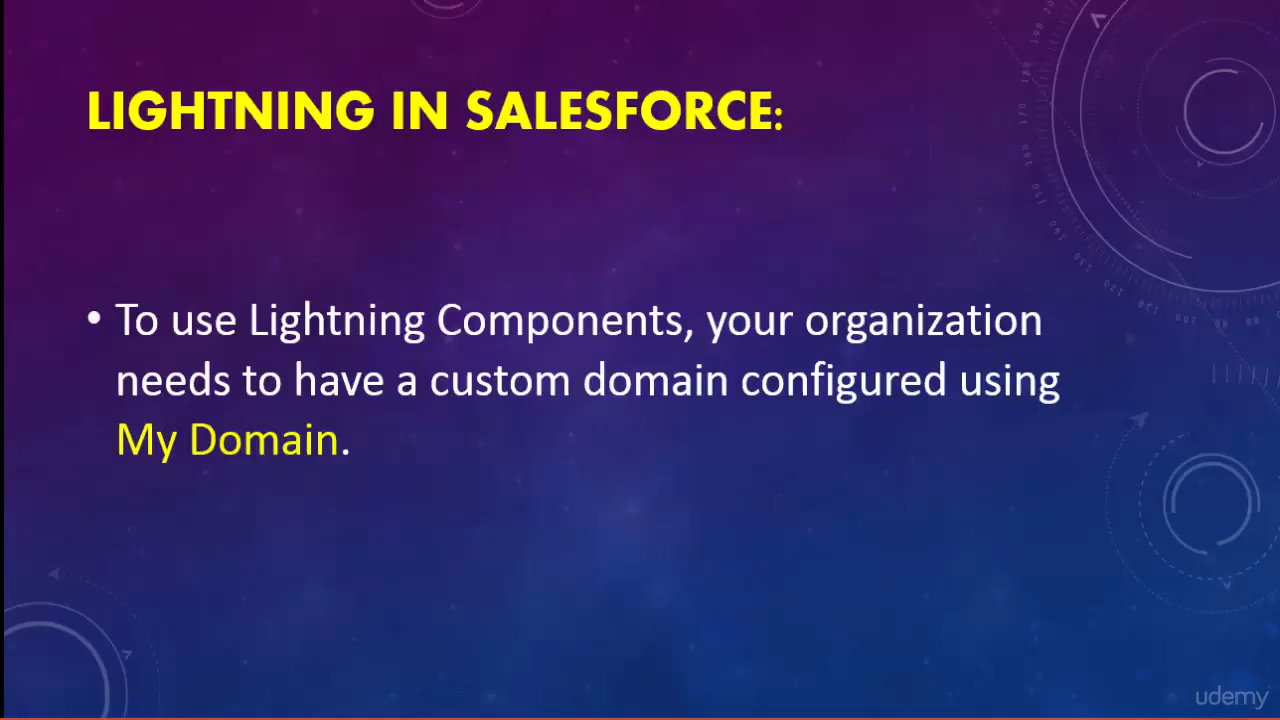 LIGHTNING IN SALESFORCE:
• To use Lightning Components, your organization
needs to have a custom domain configured using
My Domain.
udemy